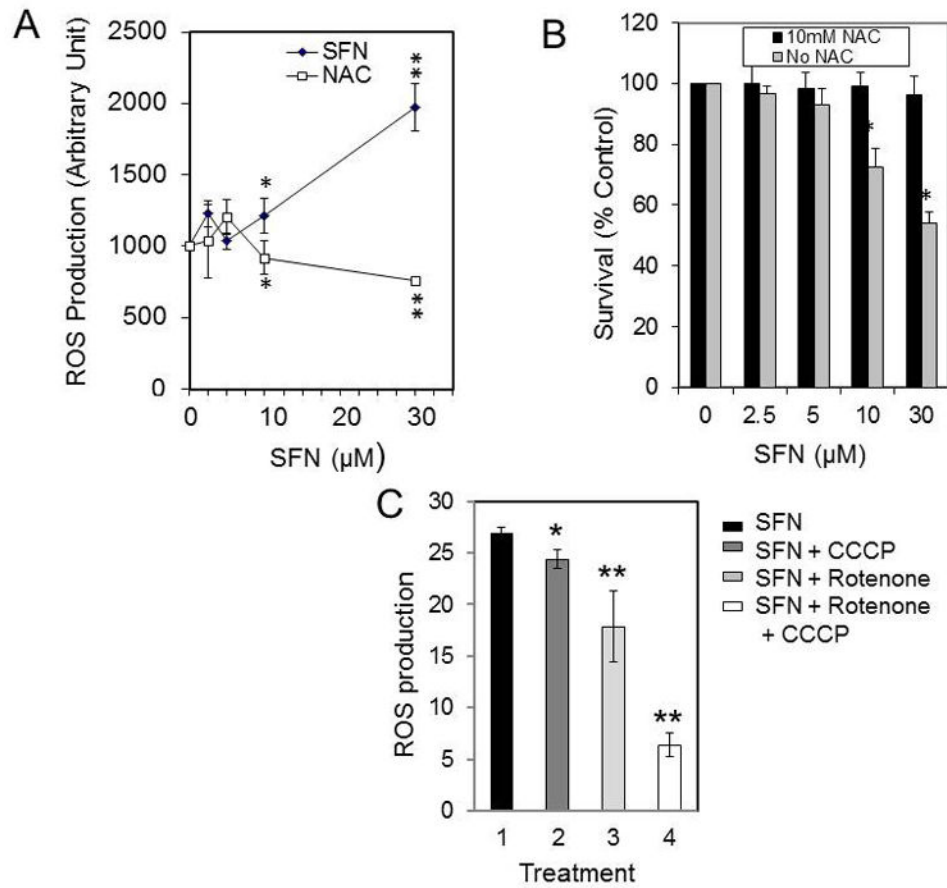 A
ROS Production (Arbitrary Unit)
2500
2000
1500
1000
500
0
SFN
NAC
**
*
*
**
0 10 20 30
SFN (µM)
B
Survival (% Control)
120
100
80
60
40
20
0
10mM NAC
No NAC
*
*
0 2.5 5 10 30
SFN (µM)
C
ROS production
30
25
20
15
10
5
0
*
**
**
1 2 3 4
Treatment
SFN
SFN + CCCP
SFN + Rotenone
SFN + Rotenone
+ CCCP